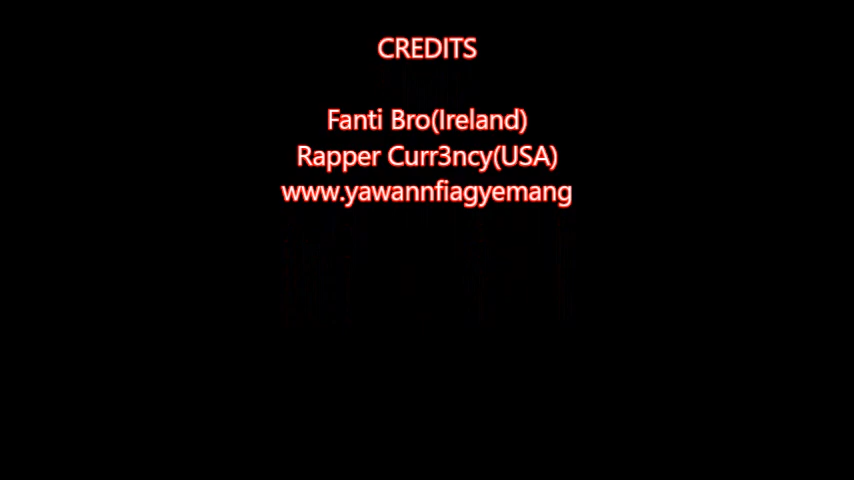 CREDITS
Fanti Bro(Ireland)
Rapper Curr3ncy(USA)
www.yawannfiagyemang